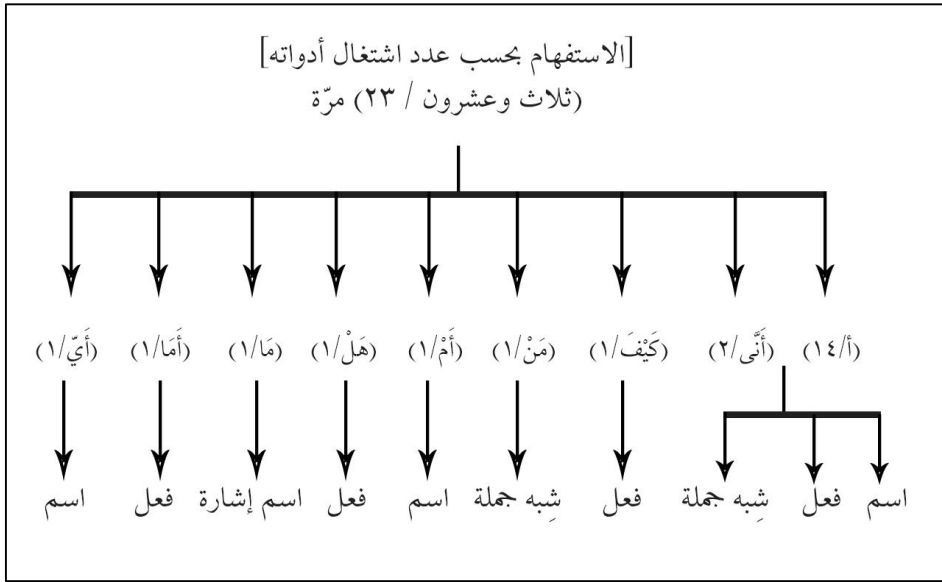 [الاستفهام بحسب عدد اشتغال أدواته]
(ثلاث وعشرون / ٢٣) مرّة
(أ/١٤) (أَنَّى/٢) (كَيْفَ/١) (مَنْ/١) (أَمْ/١) (هَلْ/١) (مَا/١) (أَمَا/١) (أَيّ/١)
اسم فعل شِبه جملة فعل شِبه جملة اسم فعل اسم إشارة فعل اسم